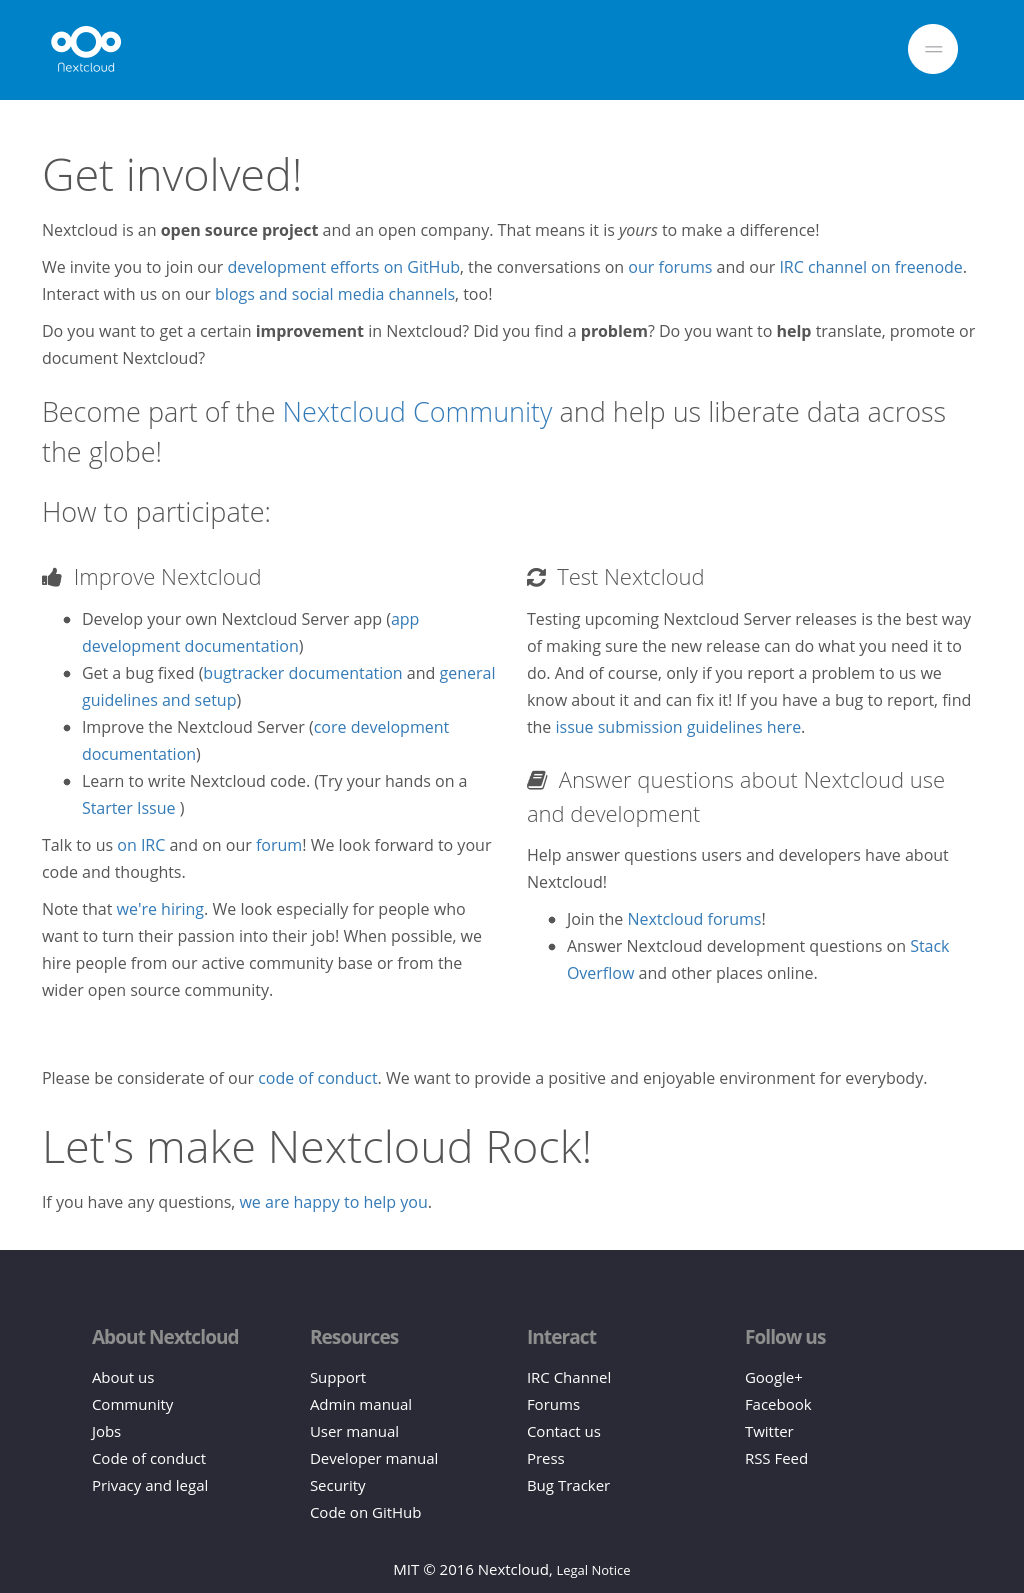 Nextcloud
Get involved!
Nextcloud is an open source project and an open company. That means it is yours to make a difference!
We invite you to join our development efforts on GitHub, the conversations on our forums and our IRC channel on freenode.
Interact with us on our blogs and social media channels, too!
Do you want to get a certain improvement in Nextcloud? Did you find a problem? Do you want to help translate, promote or
document Nextcloud?
Become part of the Nextcloud Community and help us liberate data across
the globe!
How to participate:
Improve Nextcloud
• Develop your own Nextcloud Server app (app
development documentation)
• Get a bug fixed (bugtracker documentation and general
guidelines and setup)
• Improve the Nextcloud Server (core development
documentation)
• Learn to write Nextcloud code. (Try your hands on a
Starter Issue )
Talk to us on IRC and on our forum! We look forward to your
code and thoughts.
Note that we're hiring. We look especially for people who
want to turn their passion into their job! When possible, we
hire people from our active community base or from the
wider open source community.
Test Nextcloud
Testing upcoming Nextcloud Server releases is the best way
of making sure the new release can do what you need it to
do. And of course, only if you report a problem to us we
know about it and can fix it! If you have a bug to report, find
the issue submission guidelines here.
Answer questions about Nextcloud use
and development
Help answer questions users and developers have about
Nextcloud!
• Join the Nextcloud forums!
• Answer Nextcloud development questions on Stack
Overflow and other places online.
Please be considerate of our code of conduct. We want to provide a positive and enjoyable environment for everybody.
Let's make Nextcloud Rock!
If you have any questions, we are happy to help you.
About Nextcloud
About us
Community
Jobs
Code of conduct
Privacy and legal
Resources
Support
Admin manual
User manual
Developer manual
Security
Code on GitHub
Interact
IRC Channel
Forums
Contact us
Press
Bug Tracker
Follow us
Google+
Facebook
Twitter
RSS Feed
MIT © 2016 Nextcloud, Legal Notice